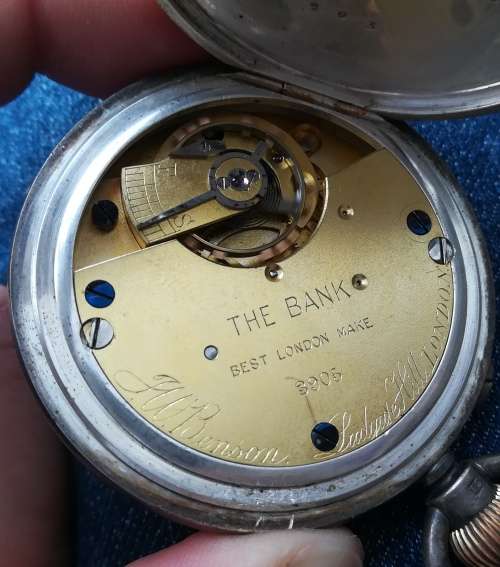 S
THE BANK
BEST LONDON MAKE
3905
J.W. Benson.
Ludgate Hill. LONDON